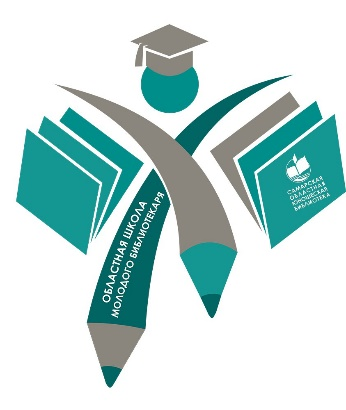 ОБЛАСТНАЯ ШКОЛА
МОЛОДОГО БИБЛИОТЕКАРЯ
САМАРСКАЯ
ОБЛАСТНАЯ
ЮНОШЕСКАЯ
БИБЛИОТЕКА